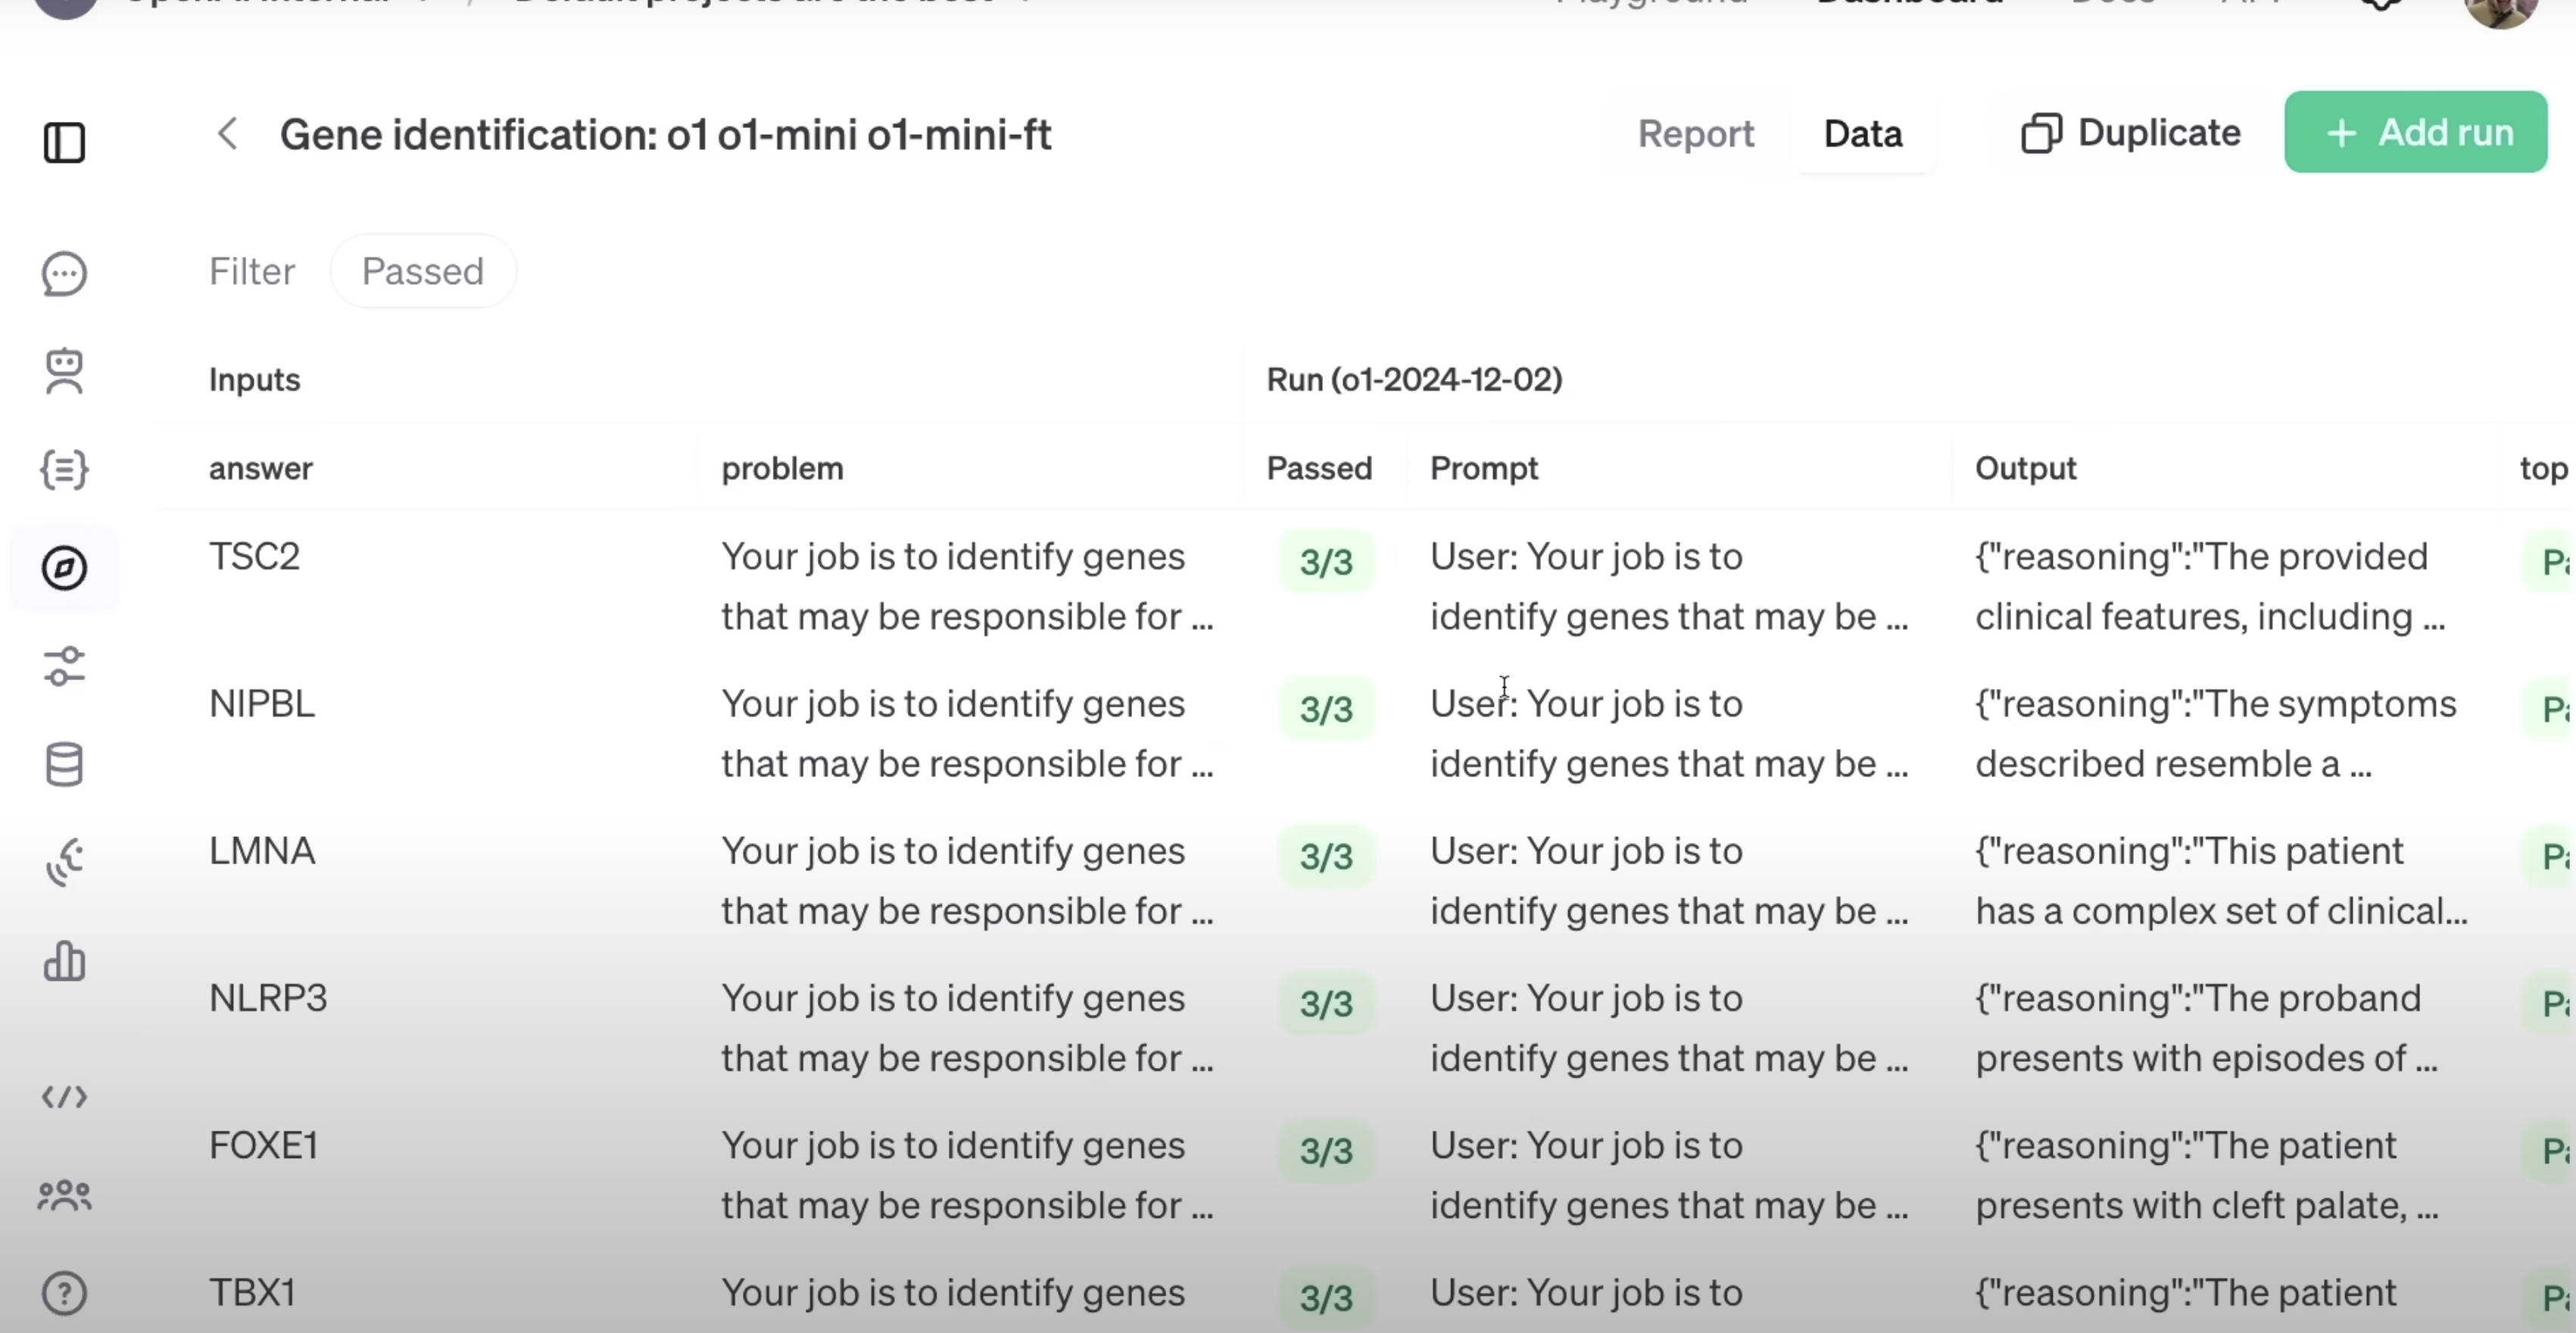 Default projects are the best
Playground Dashboard Docs API
Gene identification: o1 o1-mini o1-mini-ft
Report Data Duplicate + Add run
Filter Passed
Inputs Run (o1-2024-12-02)
answer problem Passed Prompt Output top
TSC2 Your job is to identify genes 3/3 User: Your job is to {"reasoning":"The provided
that may be responsible for ... identify genes that may be ... clinical features, including ...
NIPBL Your job is to identify genes 3/3 User: Your job is to {"reasoning":"The symptoms
that may be responsible for ... identify genes that may be ... described resemble a ...
LMNA Your job is to identify genes 3/3 User: Your job is to {"reasoning":"This patient
that may be responsible for ... identify genes that may be ... has a complex set of clinical...
NLRP3 Your job is to identify genes 3/3 User: Your job is to {"reasoning":"The proband
that may be responsible for ... identify genes that may be ... presents with episodes of ...
FOXE1 Your job is to identify genes 3/3 User: Your job is to {"reasoning":"The patient
that may be responsible for ... identify genes that may be ... presents with cleft palate, ...
TBX1 Your job is to identify genes 3/3 User: Your job is to {"reasoning":"The patient